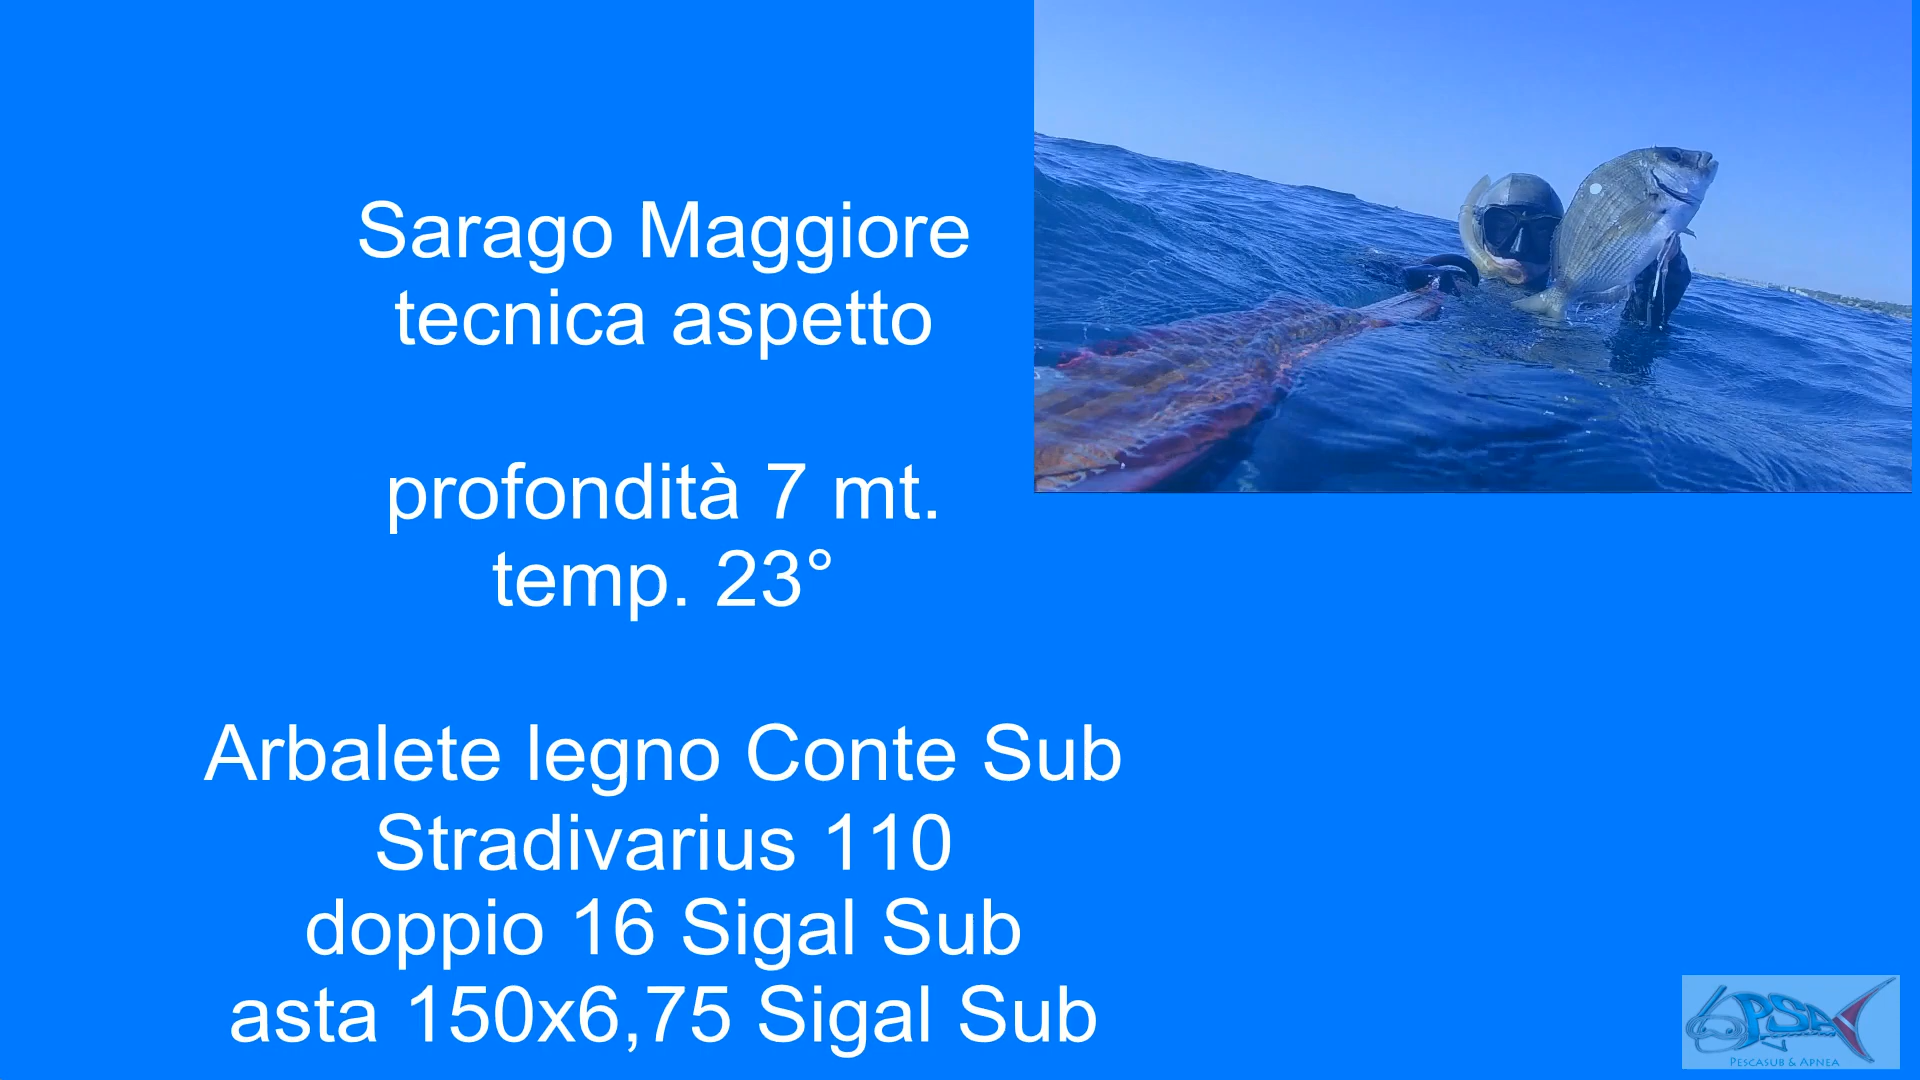 Sarago Maggiore
tecnica aspetto
profondità 7 mt.
temp. 23°
Arbalete legno Conte Sub
Stradivarius 110
doppio 16 Sigal Sub
asta 150x6,75 Sigal Sub
PSA
PESCASUB & APNEA